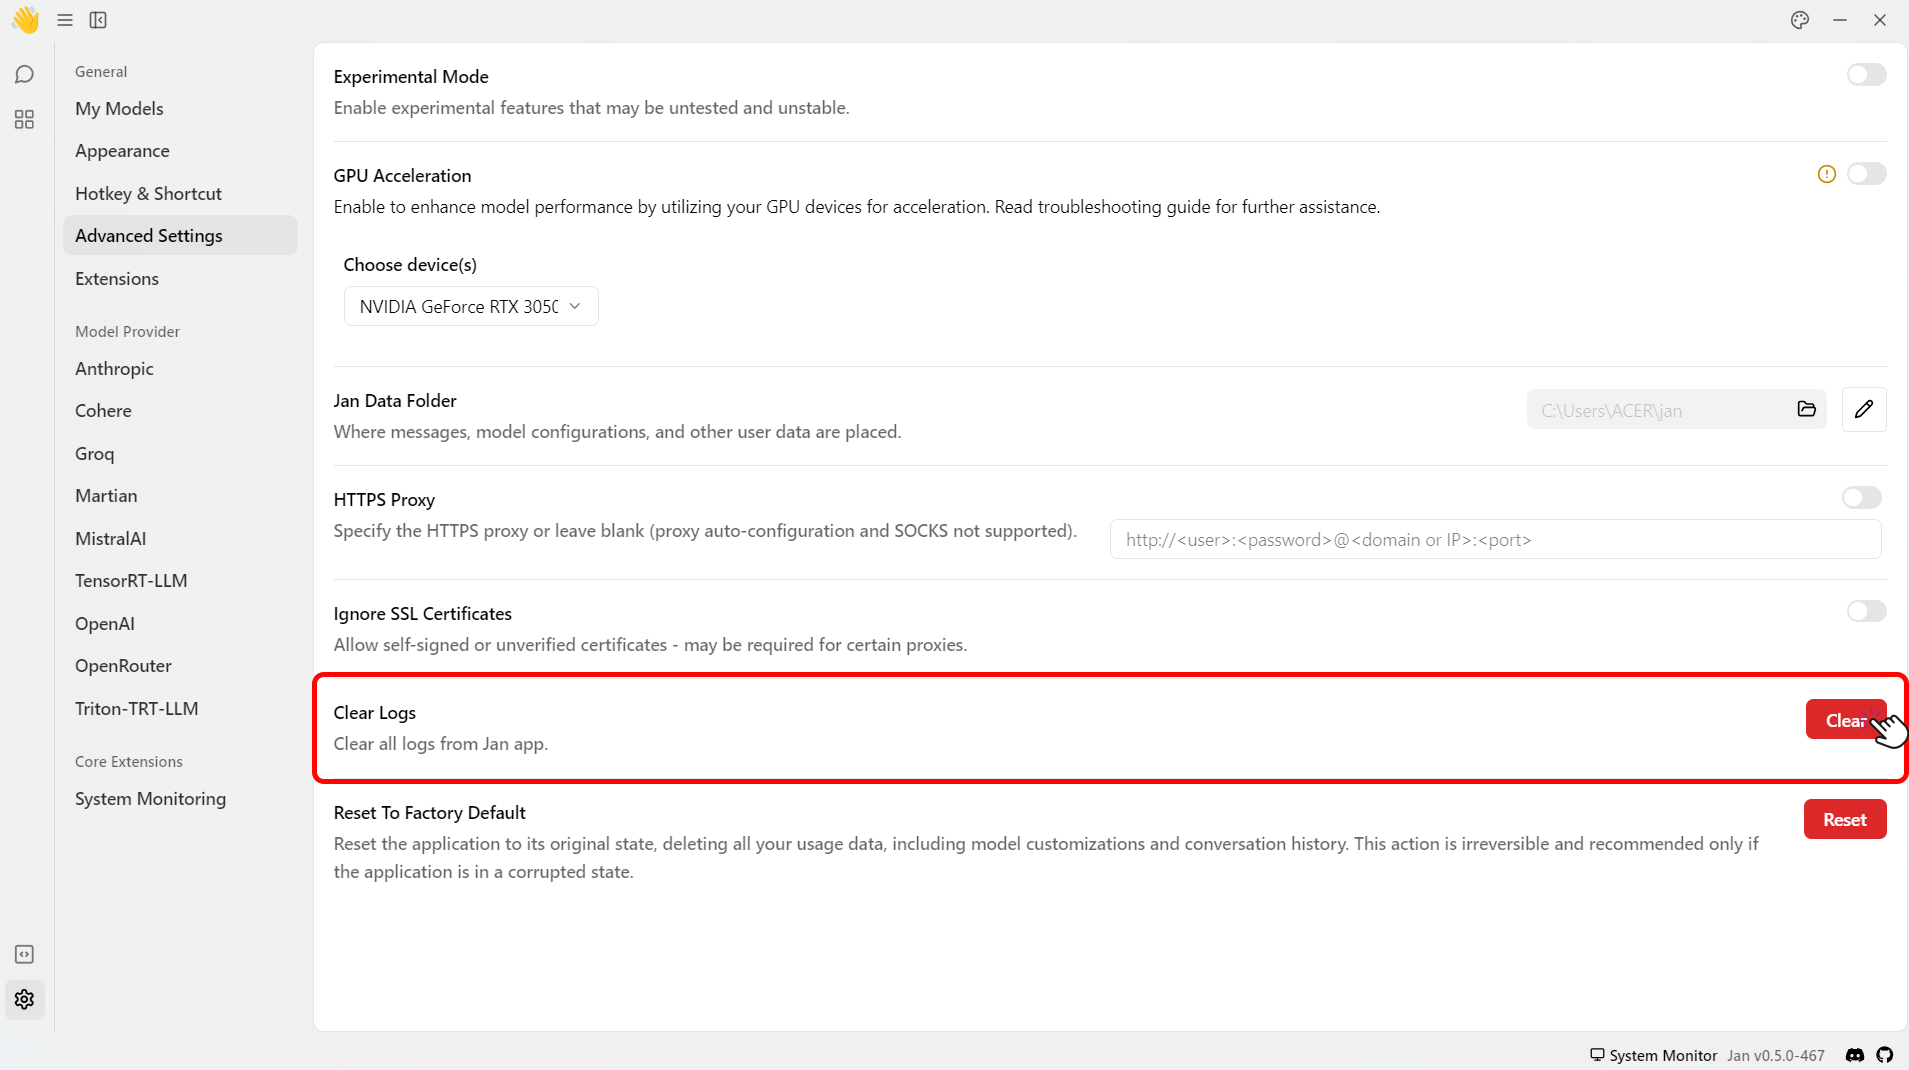 General
My Models
Appearance
Hotkey & Shortcut
Advanced Settings
Extensions
Model Provider
Anthropic
Cohere
Groq
Martian
MistralAI
TensorRT-LLM
OpenAI
OpenRouter
Triton-TRT-LLM
Core Extensions
System Monitoring
Experimental Mode
Enable experimental features that may be untested and unstable.
GPU Acceleration
Enable to enhance model performance by utilizing your GPU devices for acceleration. Read troubleshooting guide for further assistance.
Choose device(s)
NVIDIA GeForce RTX 3050
Jan Data Folder
Where messages, model configurations, and other user data are placed.
C:\Users\ACER\jan
HTTPS Proxy
Specify the HTTPS proxy or leave blank (proxy auto-configuration and SOCKS not supported).
http://<user>:<password>@<domain or IP>:<port>
Ignore SSL Certificates
Allow self-signed or unverified certificates - may be required for certain proxies.
Clear Logs
Clear all logs from Jan app.
Clear
Reset To Factory Default
Reset the application to its original state, deleting all your usage data, including model customizations and conversation history. This action is irreversible and recommended only if
the application is in a corrupted state.
Reset
System Monitor
Jan v0.5.0-467